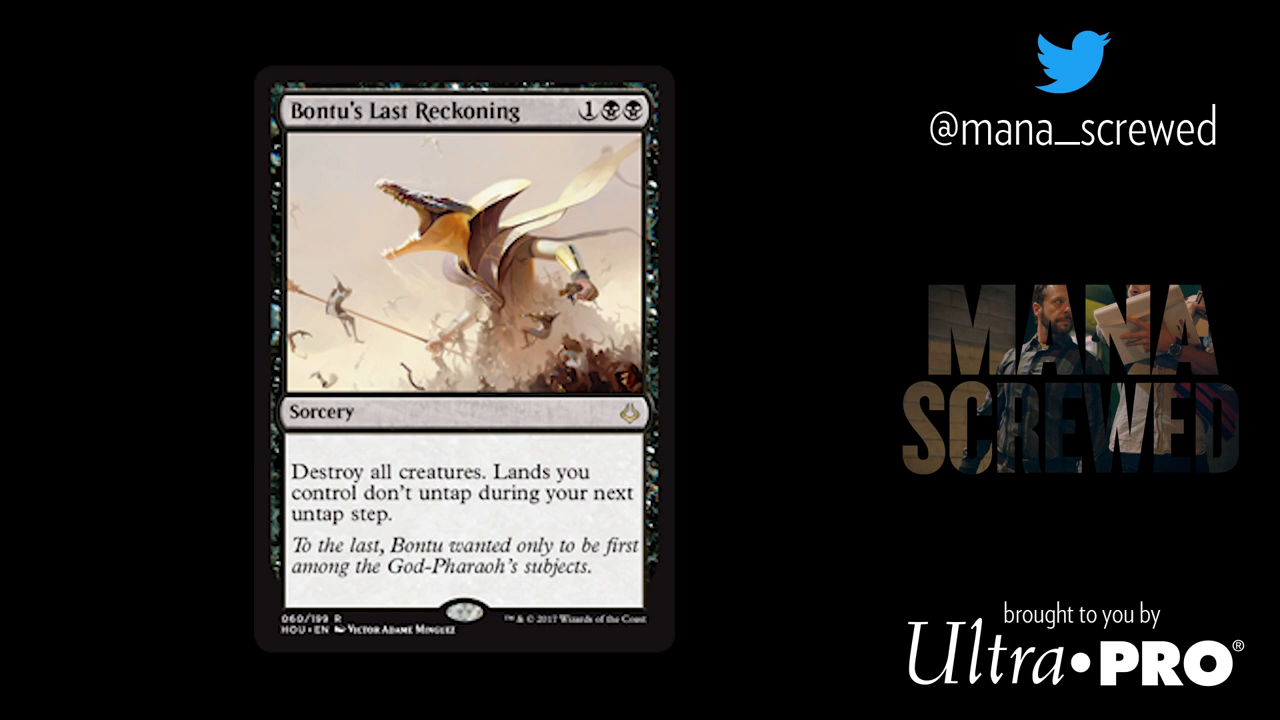 Bontu's Last Reckoning 1
Sorcery
Destroy all creatures. Lands you
control don't untap during your next
untap step.
To the last, Bontu wanted only to be first
among the God-Pharaoh's subjects.
060/199 R
HOU • EN Victor Adame Minguez
™ & © 2017 Wizards of the Coast
@mana_screwed
MANA
SCREWED
brought to you by
Ultra•PRO®